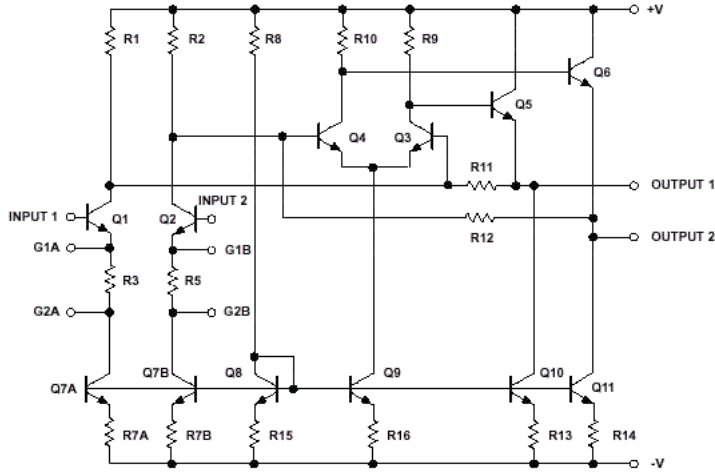 +V
R1
R2
R8
R10
R9
Q6
Q5
Q4
Q3
R11
OUTPUT 1
INPUT 1
Q1
Q2
INPUT 2
R12
OUTPUT 2
G1A
G1B
R3
R5
G2A
G2B
Q7A
Q7B
Q8
Q9
Q10
Q11
R7A
R7B
R15
R16
R13
R14
-V